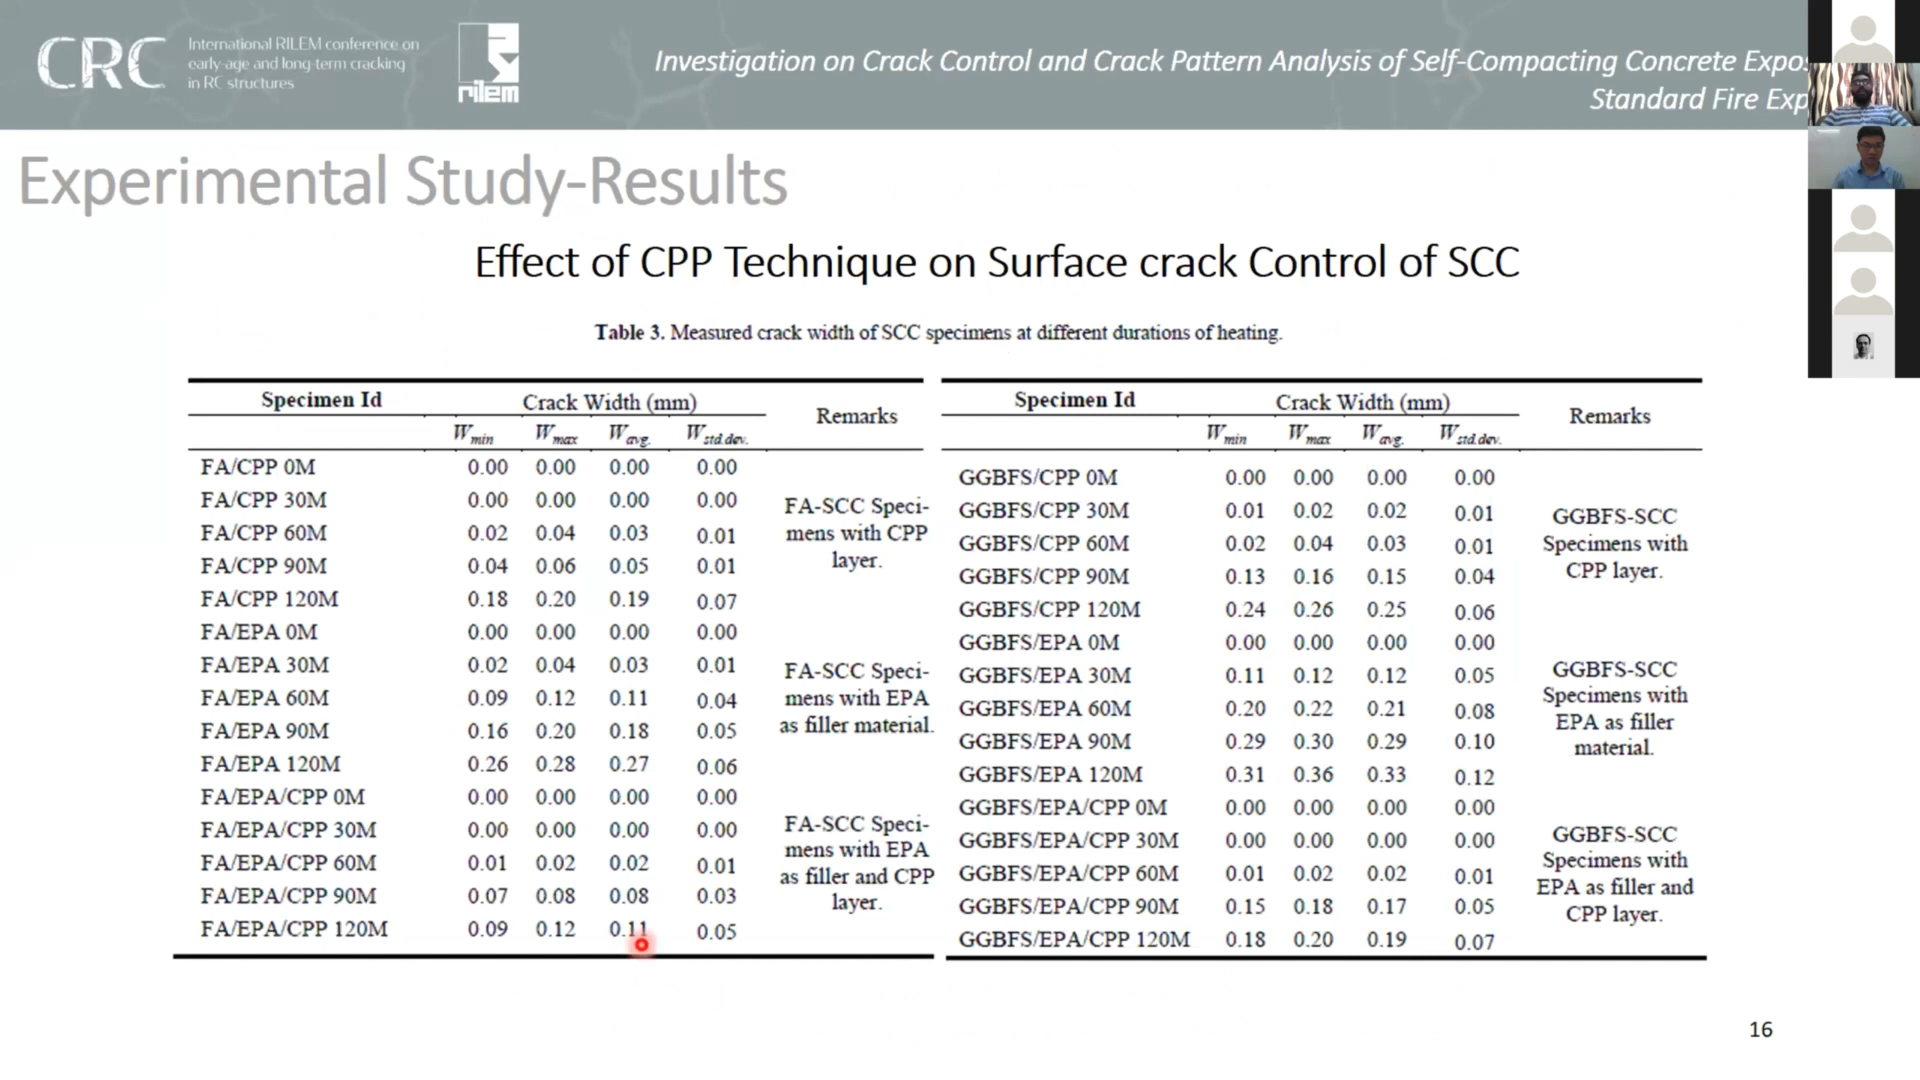 CRC
International RILEM conference on
early-age and long-term cracking
in RC structures
rilem
Investigation on Crack Control and Crack Pattern Analysis of Self-Compacting Concrete
Standard Fire
Experimental Study-Results
Effect of CPP Technique on Surface crack Control of SCC
Table 3. Measured crack width of SCC specimens at different durations of heating.
Specimen Id Crack Width (mm) Remarks
Wmin Wmax Wavg. Wstd.dev.
FA/CPP 0M 0.00 0.00 0.00 0.00
FA/CPP 30M 0.00 0.00 0.00 0.00
FA/CPP 60M 0.02 0.04 0.03 0.01
FA/CPP 90M 0.04 0.06 0.05 0.01
FA/CPP 120M 0.18 0.20 0.19 0.07
FA-SCC Speci-
mens with CPP
layer.
FA/EPA 0M 0.00 0.00 0.00 0.00
FA/EPA 30M 0.02 0.04 0.03 0.01
FA/EPA 60M 0.09 0.12 0.11 0.04
FA/EPA 90M 0.16 0.20 0.18 0.05
FA/EPA 120M 0.26 0.28 0.27 0.06
FA-SCC Speci-
mens with EPA
as filler material.
FA/EPA/CPP 0M 0.00 0.00 0.00 0.00
FA/EPA/CPP 30M 0.00 0.00 0.00 0.00
FA/EPA/CPP 60M 0.01 0.02 0.02 0.01
FA/EPA/CPP 90M 0.07 0.08 0.08 0.03
FA/EPA/CPP 120M 0.09 0.12 0.11 0.05
FA-SCC Speci-
mens with EPA
as filler and CPP
layer.
Specimen Id Crack Width (mm) Remarks
Wmin Wmax Wavg. Wstd.dev.
GGBFS/CPP 0M 0.00 0.00 0.00 0.00
GGBFS/CPP 30M 0.01 0.02 0.02 0.01
GGBFS/CPP 60M 0.02 0.04 0.03 0.01
GGBFS/CPP 90M 0.13 0.16 0.15 0.04
GGBFS/CPP 120M 0.24 0.26 0.25 0.06
GGBFS-SCC
Specimens with
CPP layer.
GGBFS/EPA 0M 0.00 0.00 0.00 0.00
GGBFS/EPA 30M 0.11 0.12 0.12 0.05
GGBFS/EPA 60M 0.20 0.22 0.21 0.08
GGBFS/EPA 90M 0.29 0.30 0.29 0.10
GGBFS/EPA 120M 0.31 0.36 0.33 0.12
GGBFS-SCC
Specimens with
EPA as filler
material.
GGBFS/EPA/CPP 0M 0.00 0.00 0.00 0.00
GGBFS/EPA/CPP 30M 0.00 0.00 0.00 0.00
GGBFS/EPA/CPP 60M 0.01 0.02 0.02 0.01
GGBFS/EPA/CPP 90M 0.15 0.18 0.17 0.05
GGBFS/EPA/CPP 120M 0.18 0.20 0.19 0.07
GGBFS-SCC
Specimens with
EPA as filler and
CPP layer.
16